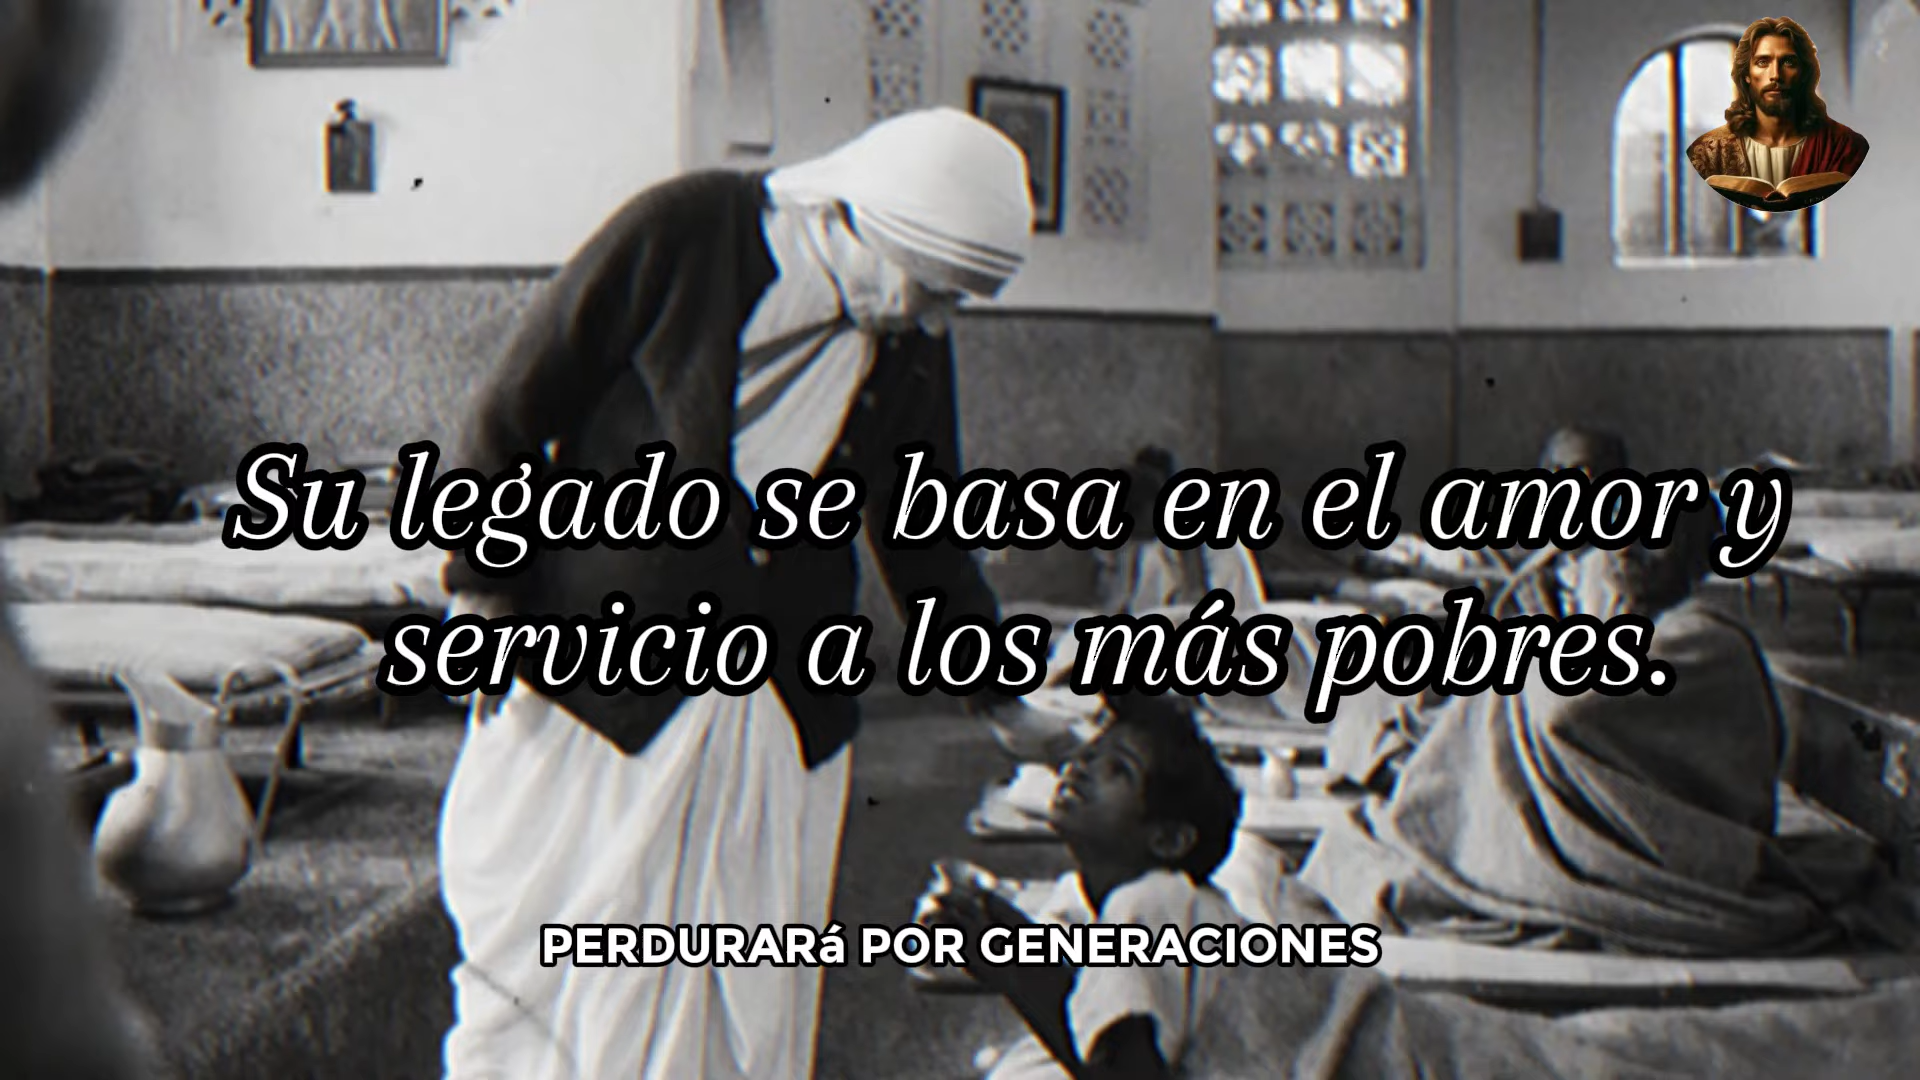 Su legado se basa en el amor y
servicio a los más pobres.
PERDURARá POR GENERACIONES